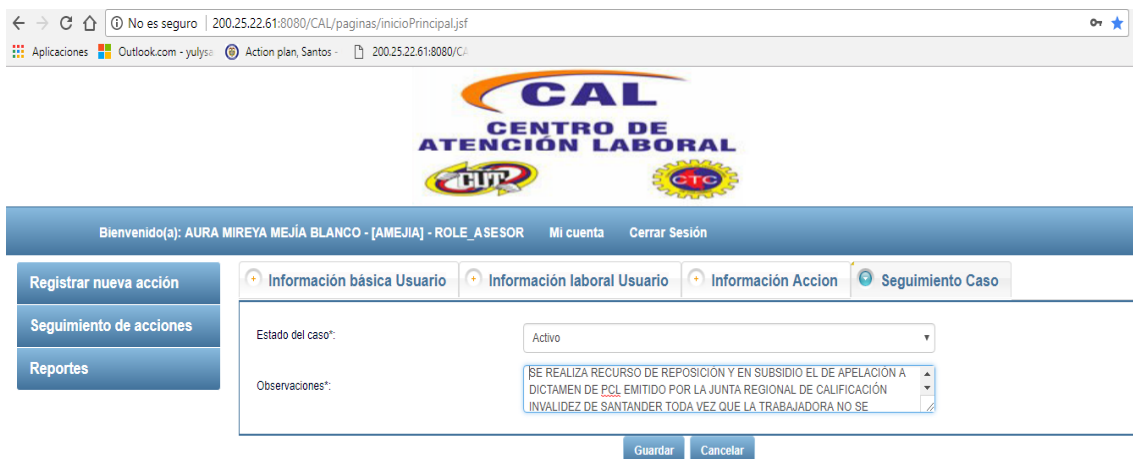 No es seguro | 200.25.22.61:8080/CAL/paginas/inicioPrincipal.jsf
Aplicaciones Outlook.com - yulysa Action plan, Santos - 200.25.22.61:8080/CA
CAL
CENTRO DE
ATENCIÓN LABORAL
CUT CTC
Bienvenido(a): AURA MIREYA MEJÍA BLANCO - [AMEJIA] - ROLE_ASESOR Mi cuenta Cerrar Sesión
Registrar nueva acción
Seguimiento de acciones
Reportes
Información básica Usuario Información laboral Usuario Información Accion Seguimiento Caso
Estado del caso*: Activo
Observaciones*:
SE REALIZA RECURSO DE REPOSICIÓN Y EN SUBSIDIO EL DE APELACIÓN A
DICTAMEN DE PCL EMITIDO POR LA JUNTA REGIONAL DE CALIFICACIÓN
INVALIDEZ DE SANTANDER TODA VEZ QUE LA TRABAJADORA NO SE
Guardar Cancelar